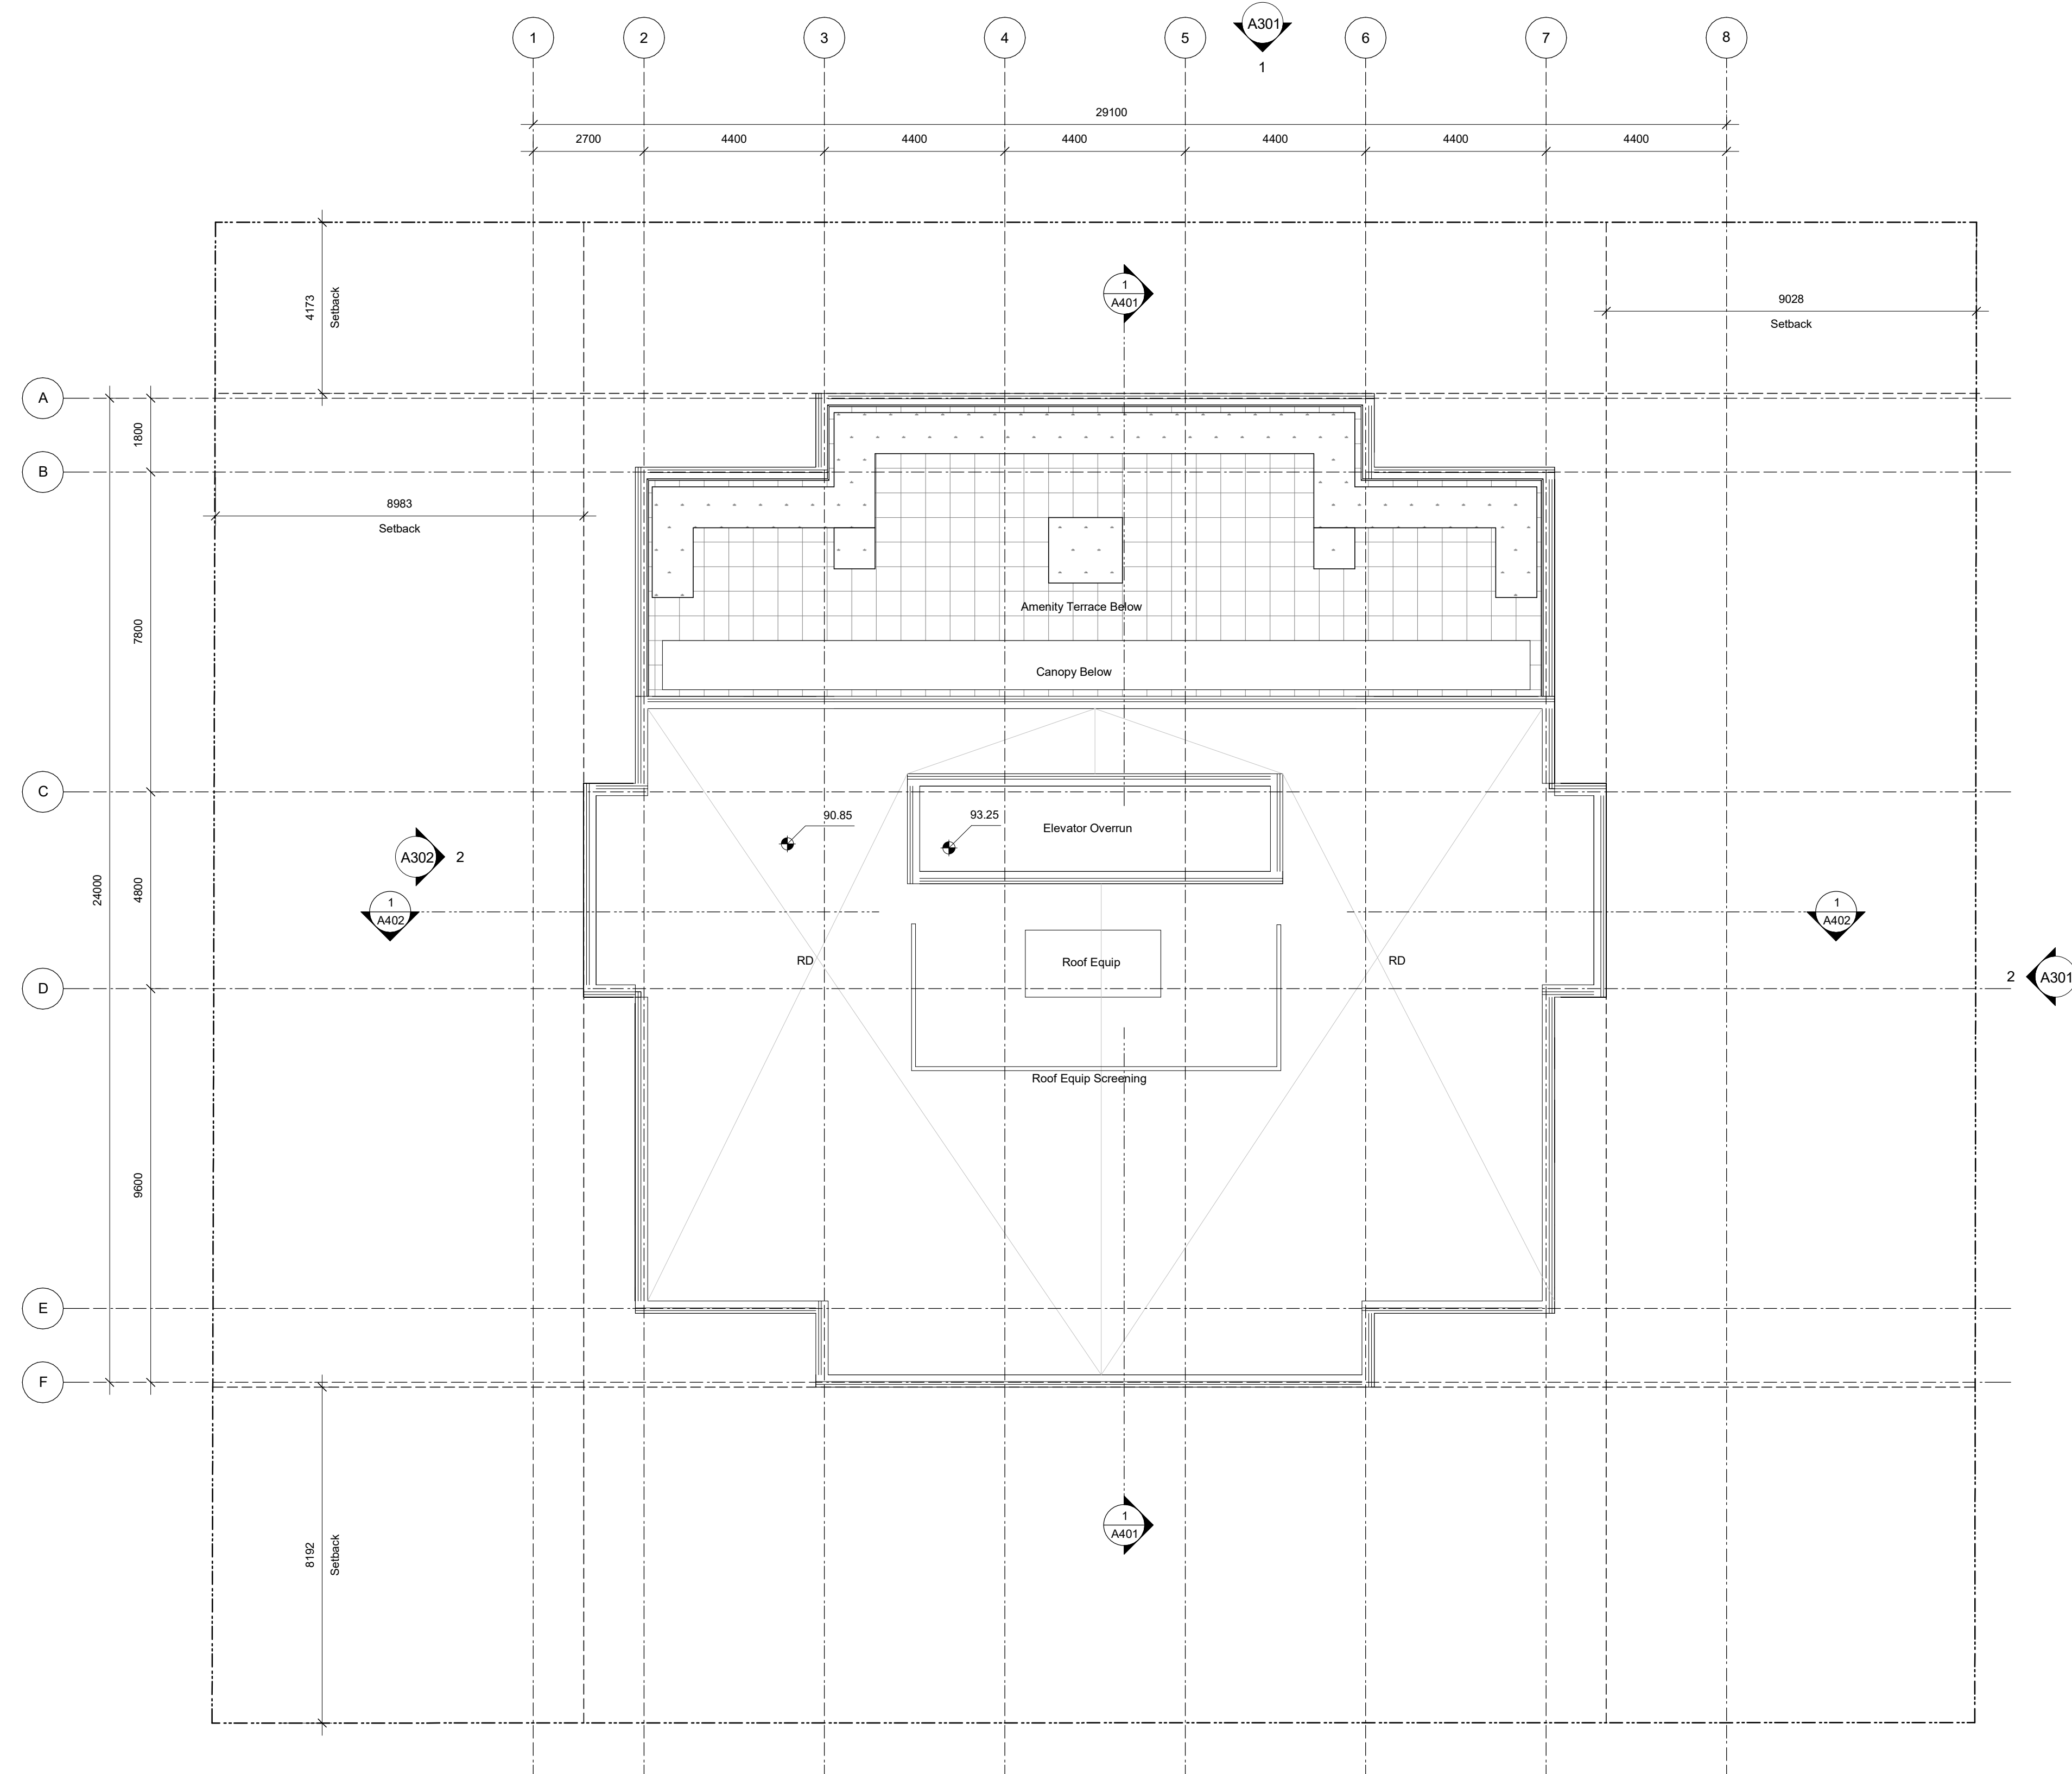 A301
1 2 3 4 5 6 7 8
1
29100
2700 4400 4400 4400 4400 4400 4400
4173
Setback
1
A401
9028
Setback
A
1800
B
8983
Setback
7800
Amenity Terrace Below
Canopy Below
C
90.85
93.25
Elevator Overrun
A302 2
24000
4800
1
A402
1
A402
RD
Roof Equip
RD
2 A301
D
Roof Equip Screening
9600
E
F
8192
Setback
1
A401